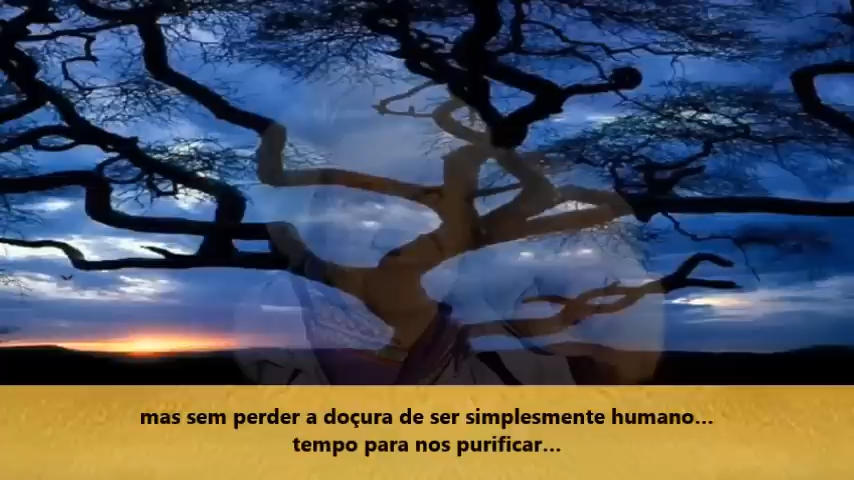 mas sem perder a doçura de ser simplesmente humano...
tempo para nos purificar...